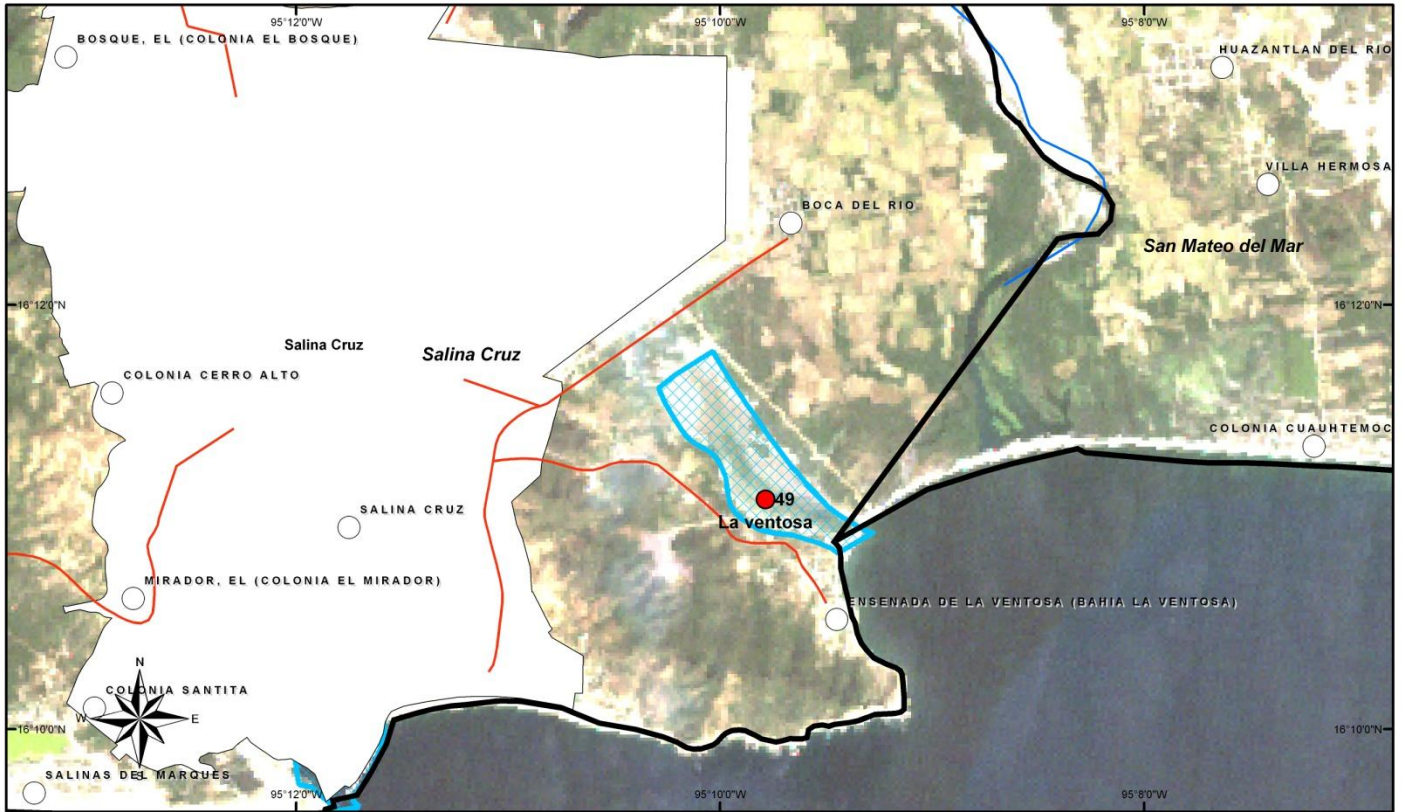 95°12'0"W
95°10'0"W
95°8'0"W
BOSQUE, EL (COLONIA EL BOSQUE)
HUAZANTLAN DEL RIO
VILLA HERMOSA
BOCA DEL RIO
San Mateo del Mar
16°12'0"N
16°12'0"N
Salina Cruz
Salina Cruz
COLONIA CERRO ALTO
COLONIA CUAUHTEMOC
49
La ventosa
SALINA CRUZ
MIRADOR, EL (COLONIA EL MIRADOR)
ENSENADA DE LA VENTOSA (BAHIA LA VENTOSA)
N
COLONIA SANTITA
W
E
S
16°10'0"N
16°10'0"N
SALINAS DEL MARQUES
95°12'0"W
95°10'0"W
95°8'0"W